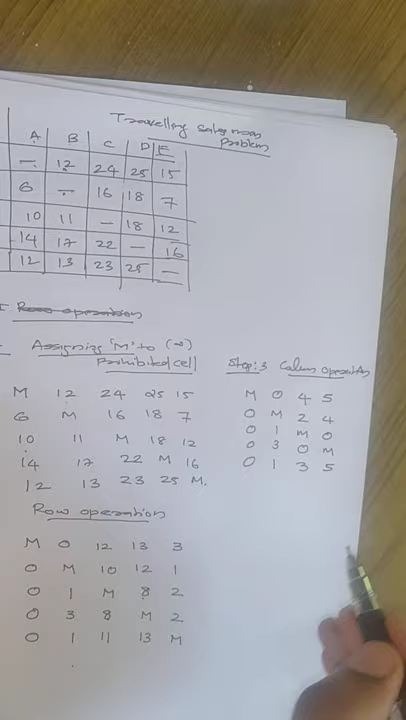 Travelling salesman
Problem
A B C D E
— 12 24 25 15
6 — 16 18 7
10 11 — 18 12
14 17 22 — 16
12 13 23 25 —
Row operation
Assigning 'M' to (∞)
Prohibited cell
M 12 24 25 15
6 M 16 18 7
10 11 M 18 12
14 17 22 M 16
12 13 23 25 M.
Row operation
M 0 12 13 3
0 M 10 12 1
0 1 M 8 2
0 3 8 M 2
0 1 11 13 M
Step:3 Colum operation
M 0 4 5
0 M 2 4
0 1 M 0
0 3 0 M
0 1 3 5